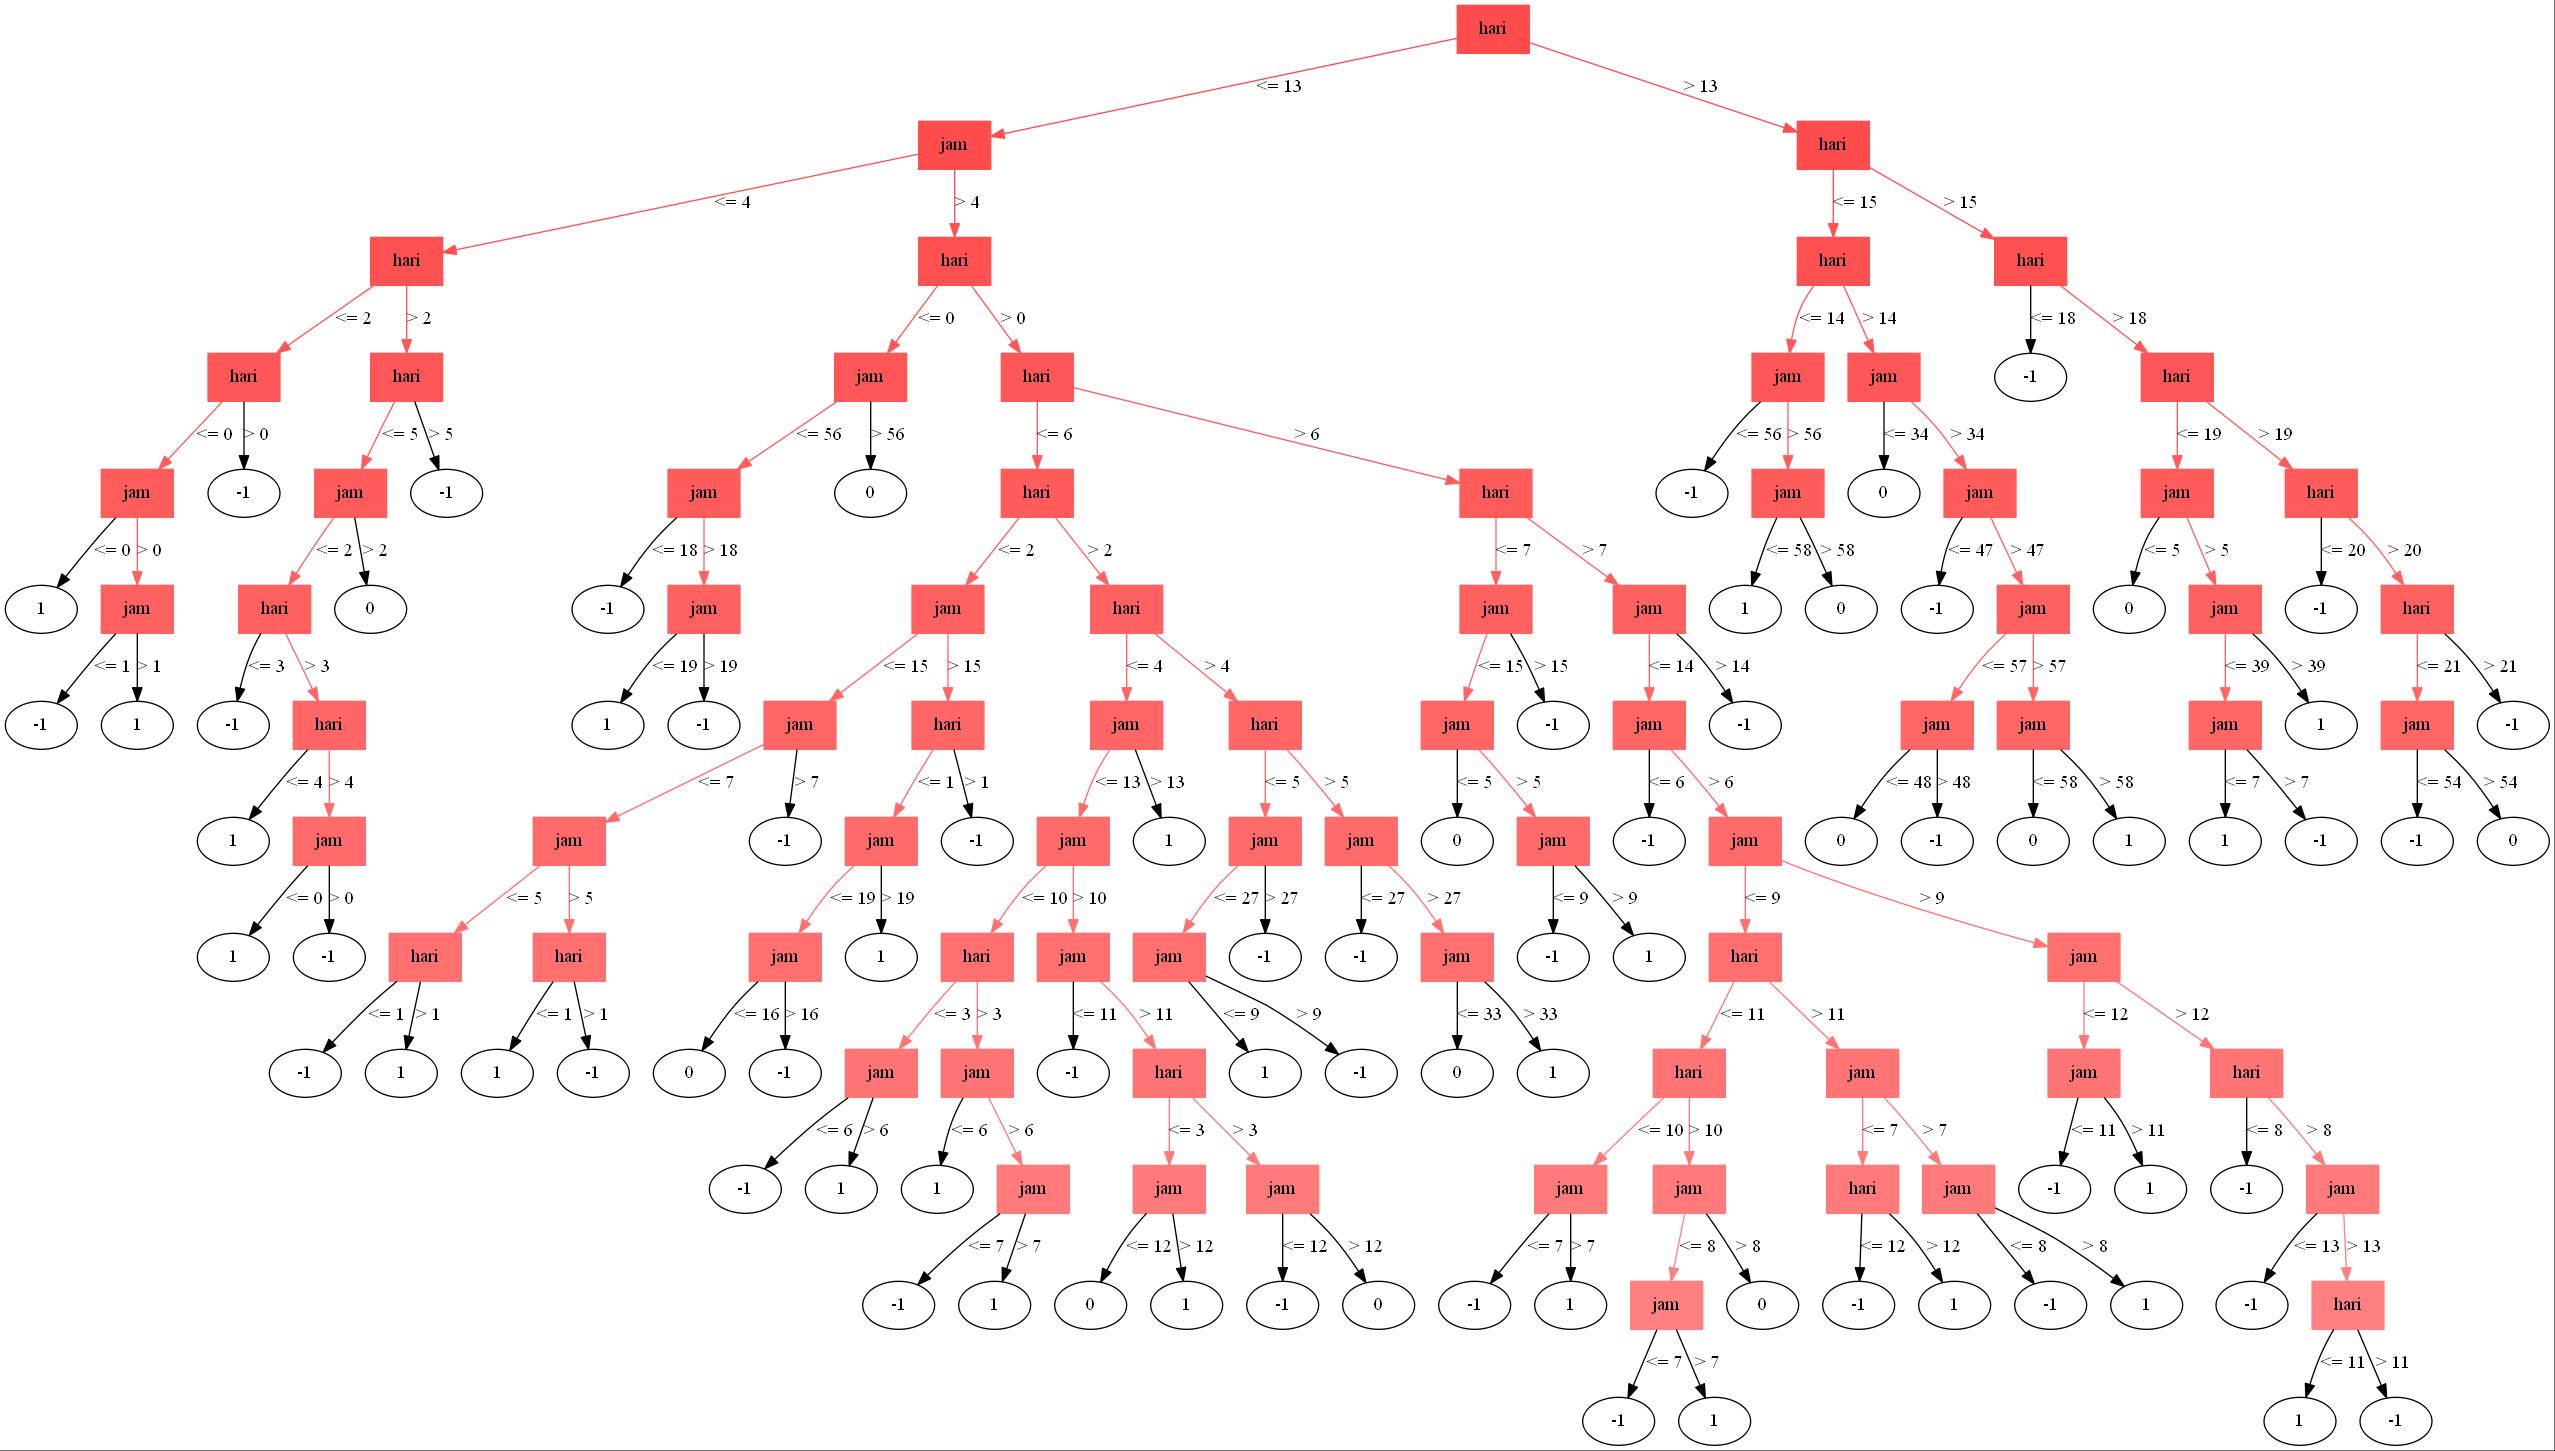 hari
<= 13 > 13
jam hari
<= 4 > 4 <= 15 > 15
hari hari hari hari
<= 2 > 2 <= 0 > 0 <= 14 > 14 <= 18 > 18
hari hari jam hari jam jam -1 hari
<= 0 > 0 <= 5 > 5 <= 56 > 56 <= 6 > 6 <= 56 > 56 <= 34 > 34 <= 19 > 19
jam -1 jam -1 jam 0 hari hari -1 jam 0 jam jam hari
<= 0 > 0 <= 2 > 2 <= 18 > 18 <= 2 > 2 <= 7 > 7 <= 58 > 58 <= 47 > 47 <= 5 > 5 <= 20 > 20
1 jam hari 0 -1 jam jam hari jam jam 1 0 -1 jam 0 jam -1 hari
<= 1 > 1 <= 3 > 3 <= 19 > 19 <= 15 > 15 <= 4 > 4 <= 15 > 15 <= 14 > 14 <= 57 > 57 <= 39 > 39 <= 21 > 21
-1 1 -1 hari 1 -1 jam hari jam hari jam -1 jam -1 jam jam jam 1 jam -1
<= 4 > 4 <= 7 > 7 <= 1 > 1 <= 13 > 13 <= 5 > 5 <= 5 > 5 <= 6 > 6 <= 48 > 48 <= 58 > 58 <= 7 > 7 <= 54 > 54
1 jam jam -1 jam -1 jam 1 jam jam 0 jam -1 jam 0 -1 0 1 1 -1 -1 0
<= 0 > 0 <= 5 > 5 <= 19 > 19 <= 10 > 10 <= 27 > 27 <= 27 > 27 <= 9 > 9 <= 9 > 9
1 -1 hari hari jam 1 hari jam jam -1 -1 jam -1 1 hari jam
<= 1 > 1 <= 1 > 1 <= 16 > 16 <= 3 > 3 <= 11 > 11 <= 9 > 9 <= 33 > 33 <= 11 > 11 <= 12 > 12
-1 1 1 -1 0 -1 jam jam -1 hari 1 -1 0 1 hari jam jam hari
<= 6 > 6 <= 6 > 6 <= 3 > 3 <= 10 > 10 <= 7 > 7 <= 11 > 11 <= 8 > 8
-1 1 1 jam jam jam jam jam hari jam -1 1 -1 jam
<= 7 > 7 <= 12 > 12 <= 12 > 12 <= 7 > 7 <= 8 > 8 <= 12 > 12 <= 8 > 8 <= 13 > 13
-1 1 0 1 -1 0 -1 1 jam 0 -1 1 -1 1 -1 hari
<= 7 > 7 <= 11 > 11
-1 1 1 -1